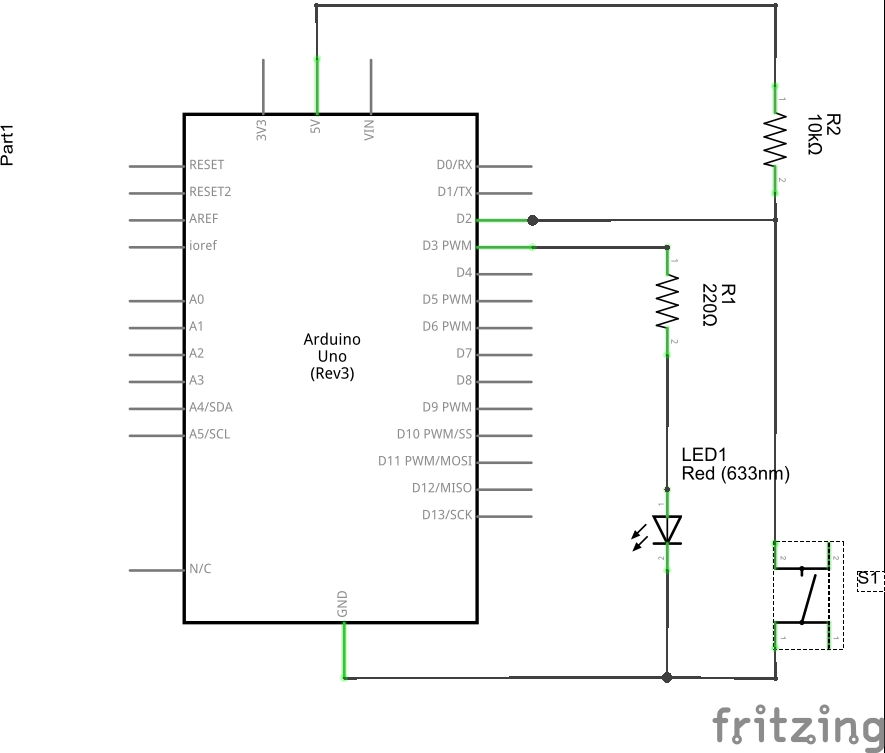 Part1
3V3
5V
VIN
RESET
RESET2
AREF
ioref
A0
A1
A2
A3
A4/SDA
A5/SCL
N/C
Arduino
Uno
(Rev3)
D0/RX
D1/TX
D2
D3 PWM
D4
D5 PWM
D6 PWM
D7
D8
D9 PWM
D10 PWM/SS
D11 PWM/MOSI
D12/MISO
D13/SCK
GND
1
R2
10kΩ
2
1
R1
220Ω
2
LED1
Red (633nm)
1
2
2
2
S1
1
1
fritzing